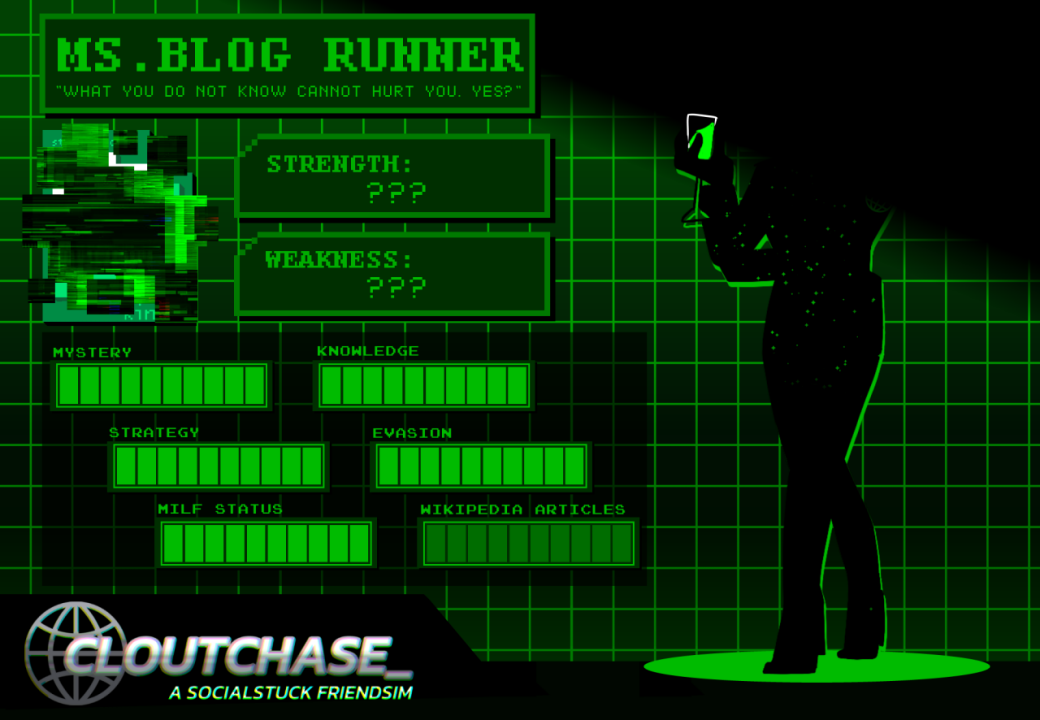 MS.BLOG RUNNER
"WHAT YOU DO NOT KNOW CANNOT HURT YOU. YES?"
STRENGTH:
???
WEAKNESS:
???
MYSTERY
KNOWLEDGE
STRATEGY
EVASION
MILF STATUS
WIKIPEDIA ARTICLES
CLOUTCHASE_
A SOCIALSTUCK FRIENDSIM